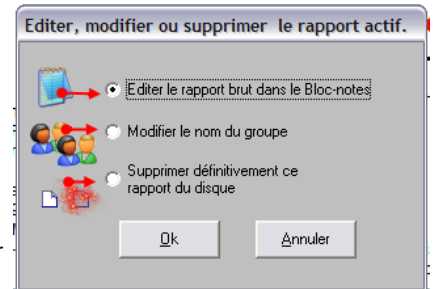 Editer, modifier ou supprimer le rapport actif.
Editer le rapport brut dans le Bloc-notes
Modifier le nom du groupe
Supprimer définitivement ce
rapport du disque
Ok
Annuler